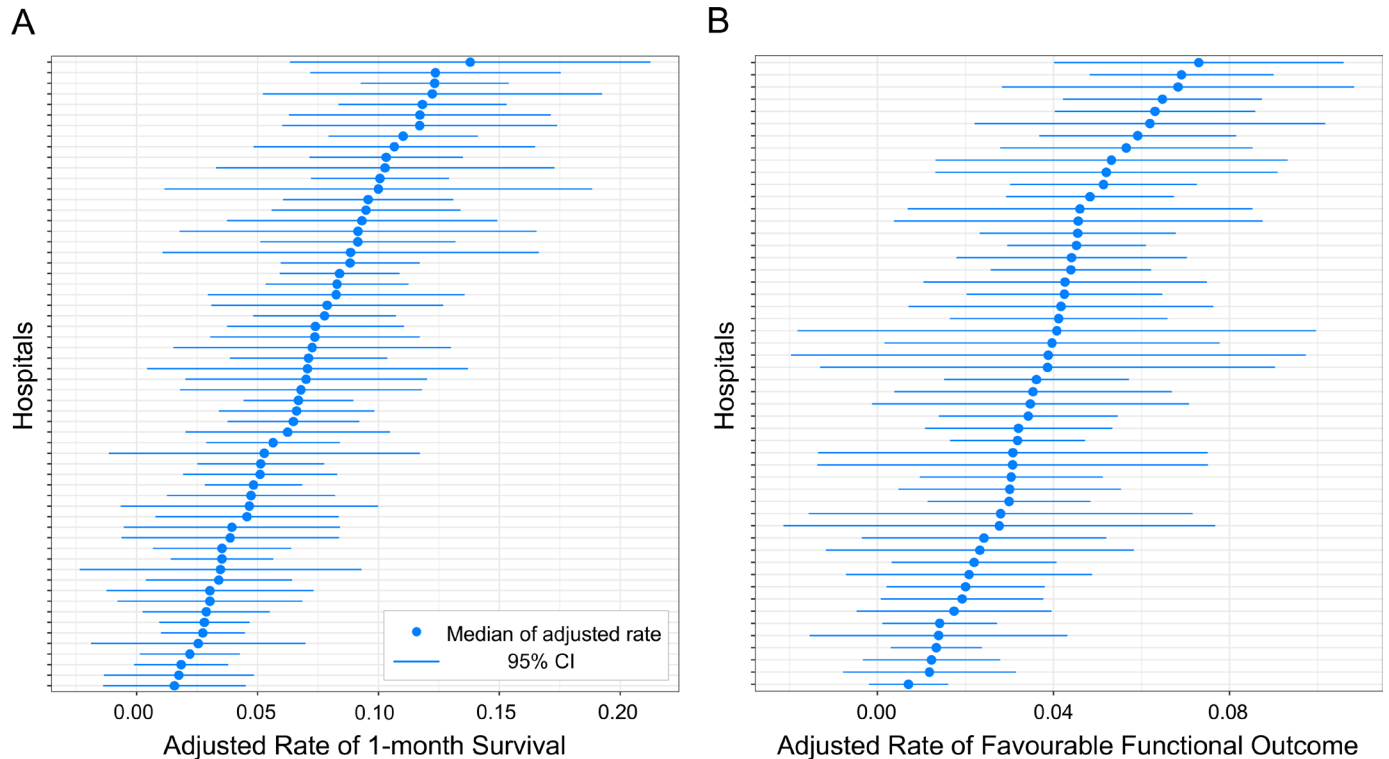 A
B
Hospitals
Median of adjusted rate
95% CI
0.00 0.05 0.10 0.15 0.20
Adjusted Rate of 1-month Survival
Hospitals
0.00 0.04 0.08
Adjusted Rate of Favourable Functional Outcome